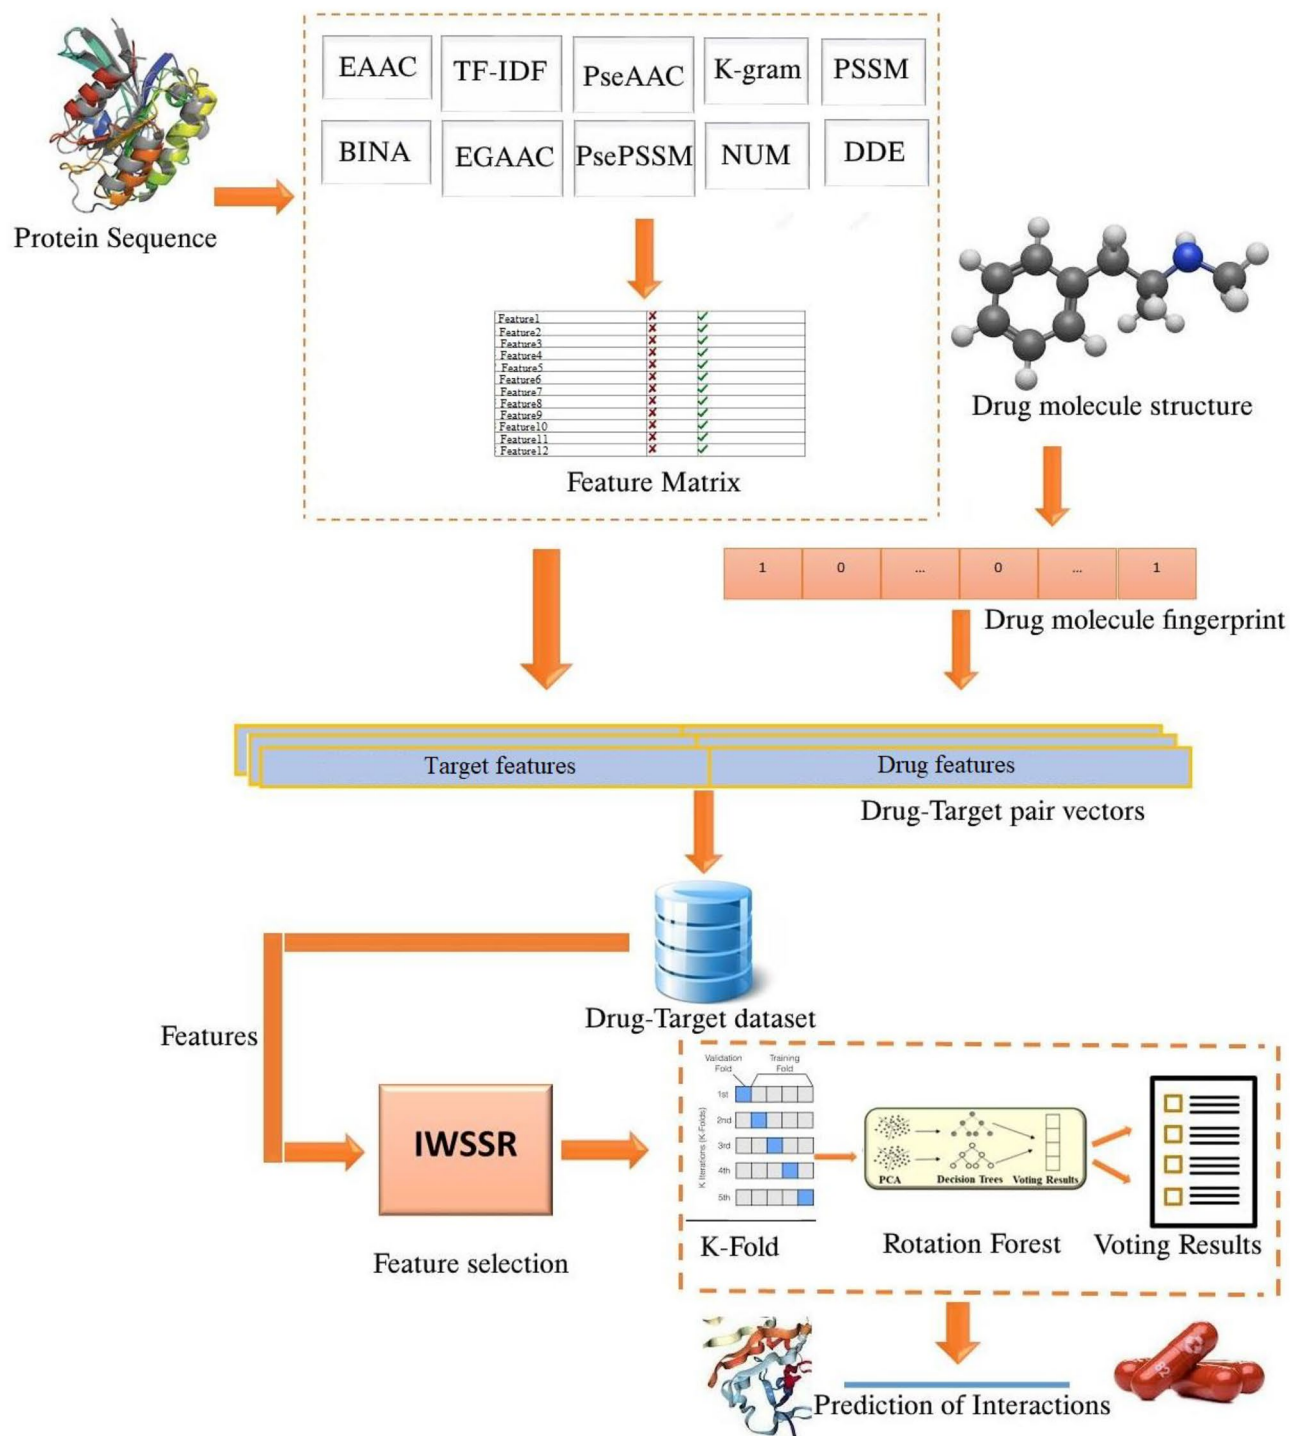 EAAC
TF-IDF
PseAAC
K-gram
PSSM
BINA
EGAAC
PsePSSM
NUM
DDE
Protein Sequence
Feature1
Feature2
Feature3
Feature4
Feature5
Feature6
Feature7
Feature8
Feature9
Feature10
Feature11
Feature12
Feature Matrix
Drug molecule structure
1 0 ... 0 ... 1
Drug molecule fingerprint
Target features
Drug features
Drug-Target pair vectors
Drug-Target dataset
Features
IWSSR
Feature selection
Validation
Fold
Training
Fold
K Iterations (K-Folds)
1st
2nd
3rd
4th
5th
K-Fold
PCA
Decision Trees
Voting Results
Rotation Forest
Voting Results
Prediction of Interactions